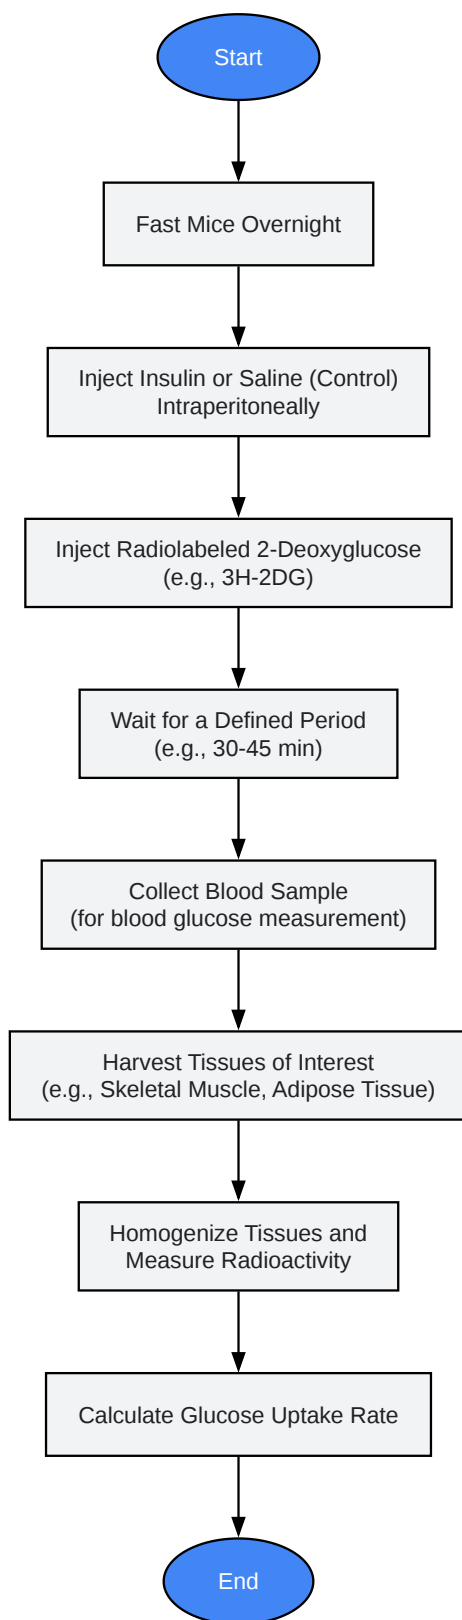 Start
Fast Mice Overnight
Inject Insulin or Saline (Control)
Intraperitoneally
Inject Radiolabeled 2-Deoxyglucose
(e.g., 3H-2DG)
Wait for a Defined Period
(e.g., 30-45 min)
Collect Blood Sample
(for blood glucose measurement)
Harvest Tissues of Interest
(e.g., Skeletal Muscle, Adipose Tissue)
Homogenize Tissues and
Measure Radioactivity
Calculate Glucose Uptake Rate
End